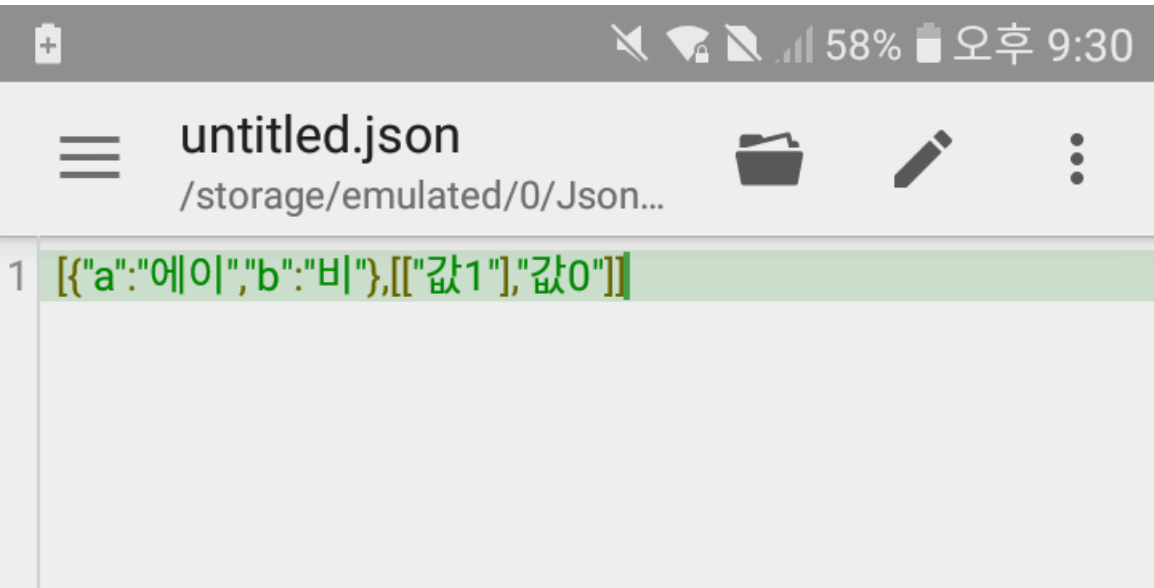 58% 오후 9:30
untitled.json
/storage/emulated/0/Json...
1 [{"a":"에이","b":"비"},[["값1"],"값0"]]